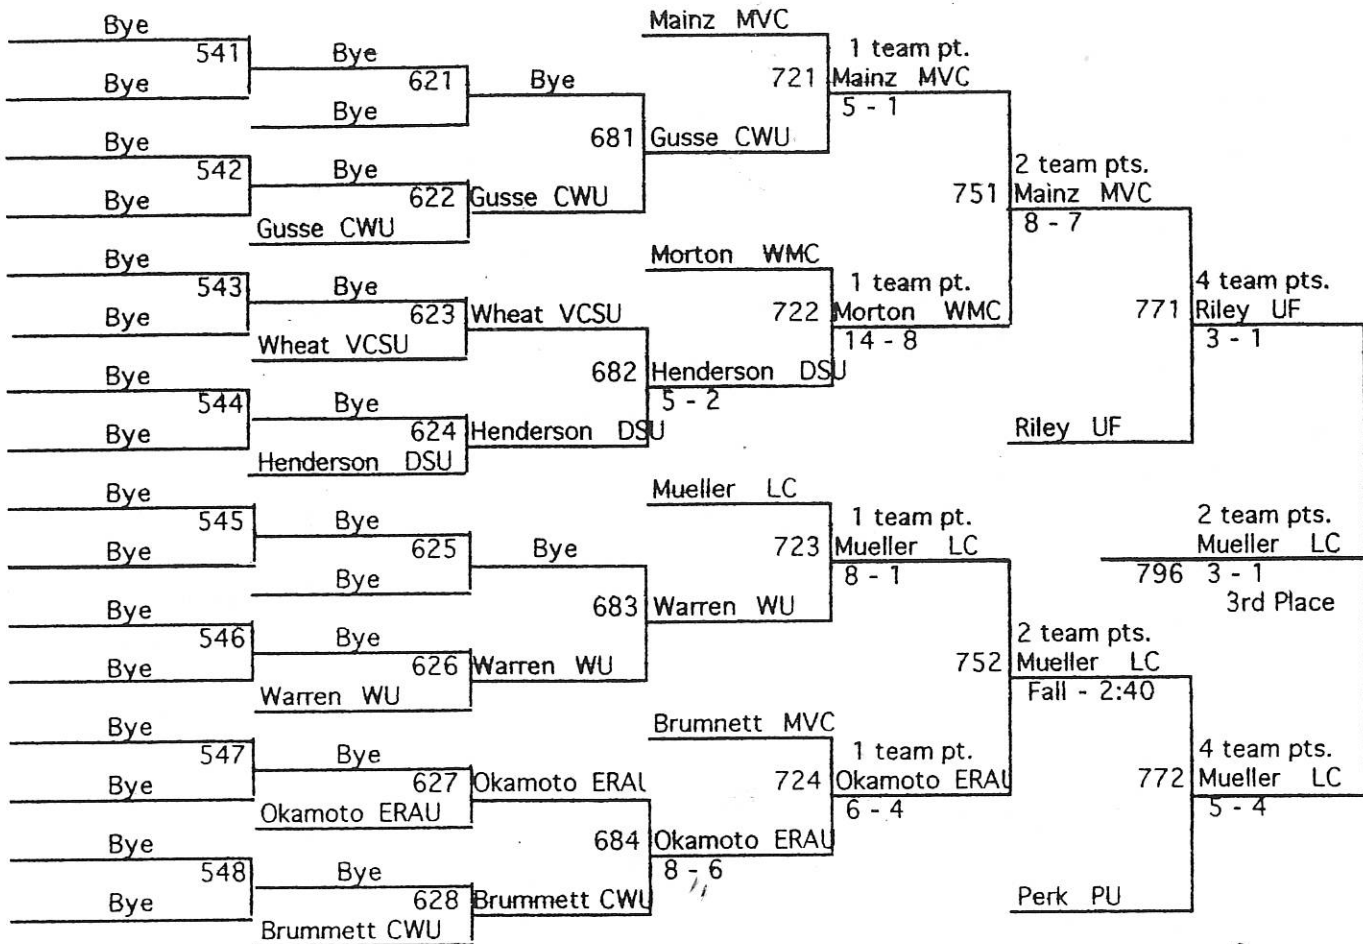 Bye
541
Bye
Bye
542
Bye
Bye
543
Bye
Bye
544
Bye
Bye
545
Bye
Bye
546
Bye
Bye
547
Bye
Bye
548
Bye
Bye
621
Bye
Bye
622
Gusse CWU
Bye
623
Wheat VCSU
Bye
624
Henderson DSU
Bye
625
Bye
Bye
626
Warren WU
Bye
627
Okamoto ERAU
Bye
628
Brummett CWU
Bye
681
Gusse CWU
Wheat VCSU
682
Henderson DSU
Bye
683
Warren WU
Okamoto ERAU
684
Brummett CWU
Mainz MVC
721
Gusse CWU
Morton WMC
722
Henderson DSU
5 - 2
Mueller LC
723
Warren WU
Brumnett MVC
724
Okamoto ERAU
8 - 6
1 team pt.
Mainz MVC
5 - 1
751
1 team pt.
Morton WMC
14 - 8
1 team pt.
Mueller LC
8 - 1
752
1 team pt.
Okamoto ERAU
6 - 4
2 team pts.
Mainz MVC
8 - 7
771
Riley UF
2 team pts.
Mueller LC
Fall - 2:40
772
Perk PU
4 team pts.
Riley UF
3 - 1
2 team pts.
Mueller LC
796 3 - 1
3rd Place
4 team pts.
Mueller LC
5 - 4